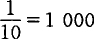 1/10 = 1 000